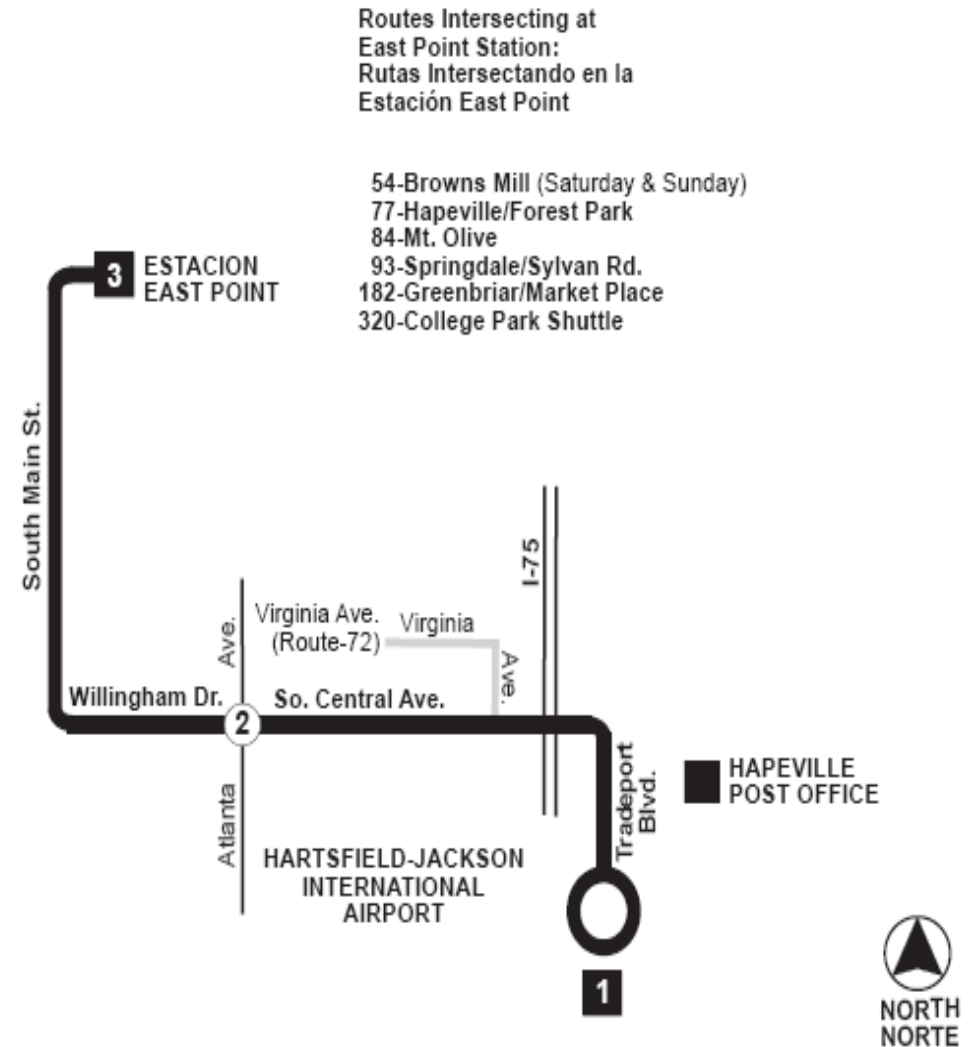 Routes Intersecting at
East Point Station:
Rutas Intersectando en la
Estación East Point
54-Browns Mill (Saturday & Sunday)
77-Hapeville/Forest Park
84-Mt. Olive
93-Springdale/Sylvan Rd.
182-Greenbriar/Market Place
320-College Park Shuttle
3
ESTACION
EAST POINT
South Main St.
I-75
Virginia Ave.
(Route-72)
Virginia
Ave.
Ave.
Willingham Dr.
2
So. Central Ave.
Atlanta
Tradeport
Blvd.
HAPEVILLE
POST OFFICE
HARTSFIELD-JACKSON
INTERNATIONAL
AIRPORT
1
NORTH
NORTE